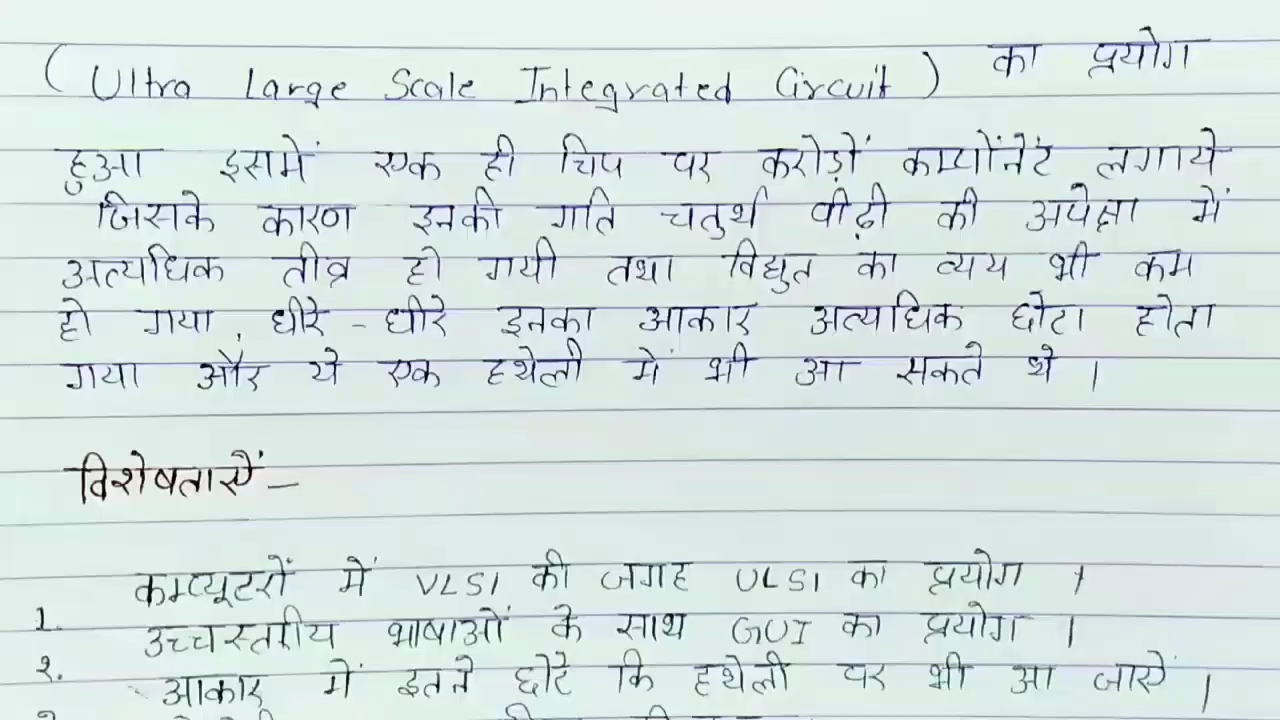 (Ultra Large Scale Integrated Circuit) का प्रयोग
हुआ इसमें एक ही चिप पर करोड़ों कम्पोंनेंट लगाये
जिसके कारण इनकी गति चतुर्थ पीढ़ी की अपेक्षा में
अत्यधिक तीव्र हो गयी तथा विद्युत का व्यय भी कम
हो गया, धीरे-धीरे इनका आकार अत्यधिक छोटा होता
गया और ये एक हथेली में भी आ सकते थे।
विशेषताएँ-
1. कम्प्यूटरों में VLSI की जगह ULSI का प्रयोग।
2. उच्चस्तरीय भाषाओं के साथ GUI का प्रयोग।
आकार में इतने छोटे कि हथेली पर भी आ जाएें।